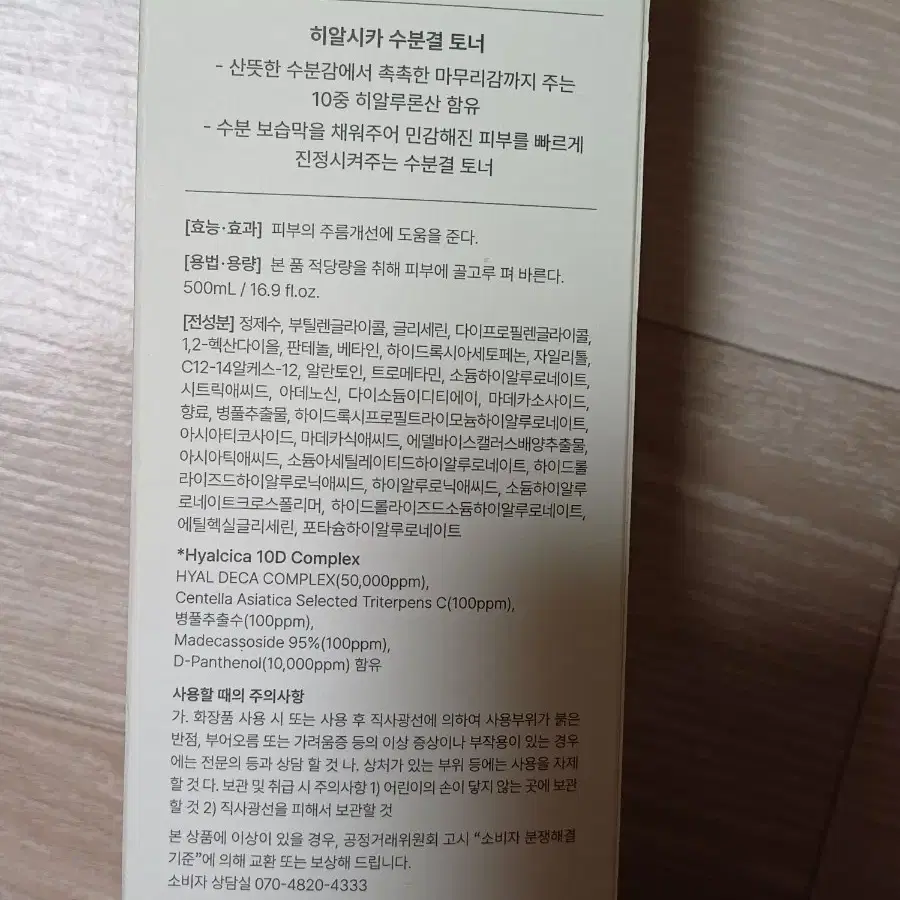 히알시카 수분결 토너
- 산뜻한 수분감에서 촉촉한 마무리감까지 주는
10중 히알루론산 함유
- 수분 보습막을 채워주어 민감해진 피부를 빠르게
진정시켜주는 수분결 토너
[효능·효과] 피부의 주름개선에 도움을 준다.
[용법·용량] 본 품 적당량을 취해 피부에 골고루 펴 바른다.
500mL / 16.9 fl.oz.
[전성분] 정제수, 부틸렌글라이콜, 글리세린, 다이프로필렌글라이콜,
1,2-헥산다이올, 판테놀, 베타인, 하이드록시아세토페논, 자일리톨,
C12-14알케스-12, 알란토인, 트로메타민, 소듐하이알루로네이트,
시트릭애씨드, 아데노신, 다이소듐이디티에이, 마데카소사이드,
향료, 병풀추출물, 하이드록시프로필트라이모늄하이알루로네이트,
아시아티코사이드, 마데카식애씨드, 에델바이스캘러스배양추출물,
아시아틱애씨드, 소듐아세틸레이티드하이알루로네이트, 하이드롤
라이즈드하이알루로닉애씨드, 하이알루로닉애씨드, 소듐하이알루
로네이트크로스폴리머, 하이드롤라이즈드소듐하이알루로네이트,
에틸헥실글리세린, 포타슘하이알루로네이트
*Hyalcica 10D Complex
HYAL DECA COMPLEX(50,000ppm),
Centella Asiatica Selected Triterpens C(100ppm),
병풀추출수(100ppm),
Madecassoside 95%(100ppm),
D-Panthenol(10,000ppm) 함유
사용할 때의 주의사항
가. 화장품 사용 시 또는 사용 후 직사광선에 의하여 사용부위가 붉은
반점, 부어오름 또는 가려움증 등의 이상 증상이나 부작용이 있는 경우
에는 전문의 등과 상담 할 것 나. 상처가 있는 부위 등에는 사용을 자제
할 것 다. 보관 및 취급 시 주의사항 1) 어린이의 손이 닿지 않는 곳에 보관
할 것 2) 직사광선을 피해서 보관할 것
본 상품에 이상이 있을 경우, 공정거래위원회 고시 “소비자 분쟁해결
기준”에 의해 교환 또는 보상해 드립니다.
소비자 상담실 070-4820-4333